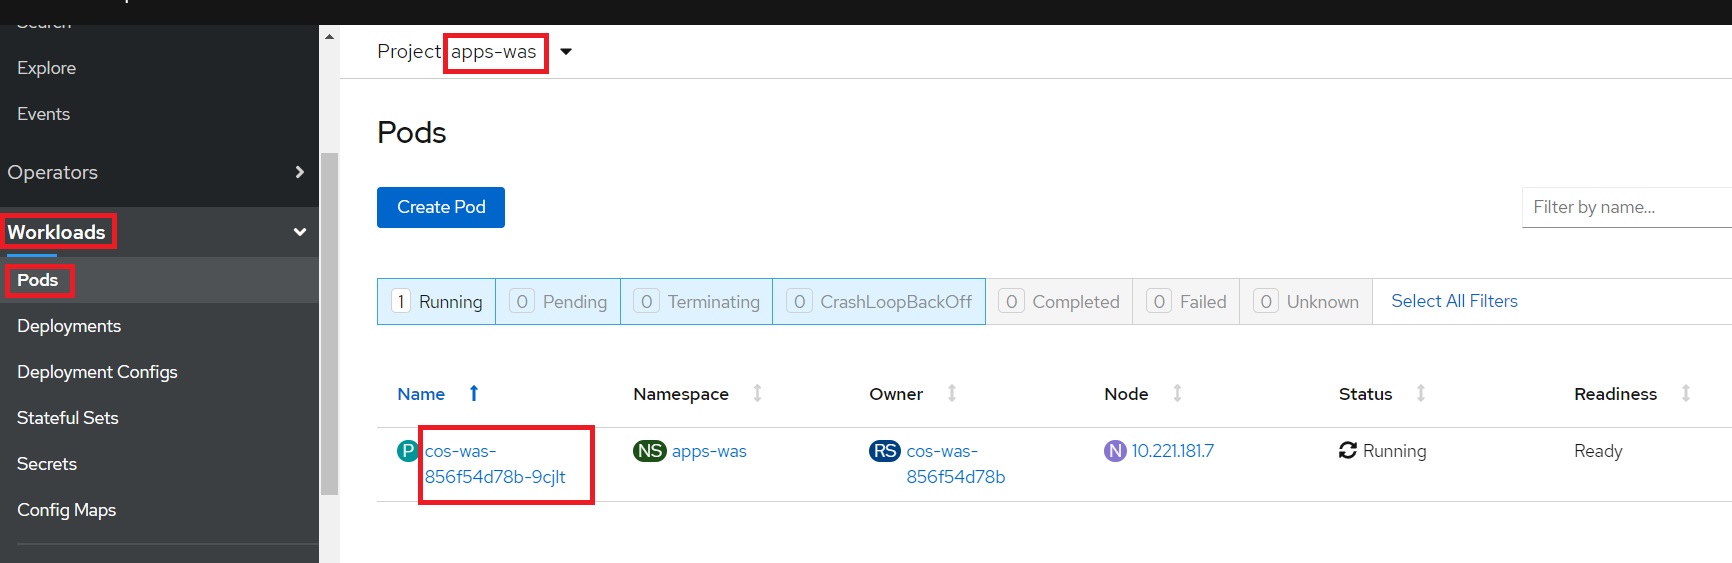 Search
Explore
Events
Operators
Workloads
Pods
Deployments
Deployment Configs
Stateful Sets
Secrets
Config Maps
Project apps-was
Pods
Create Pod
Filter by name...
1 Running 0 Pending 0 Terminating 0 CrashLoopBackOff 0 Completed 0 Failed 0 Unknown Select All Filters
Name Namespace Owner Node Status Readiness
P cos-was- NS apps-was RS cos-was- N 10.221.181.7 Running Ready
856f54d78b-9cjlt 856f54d78b